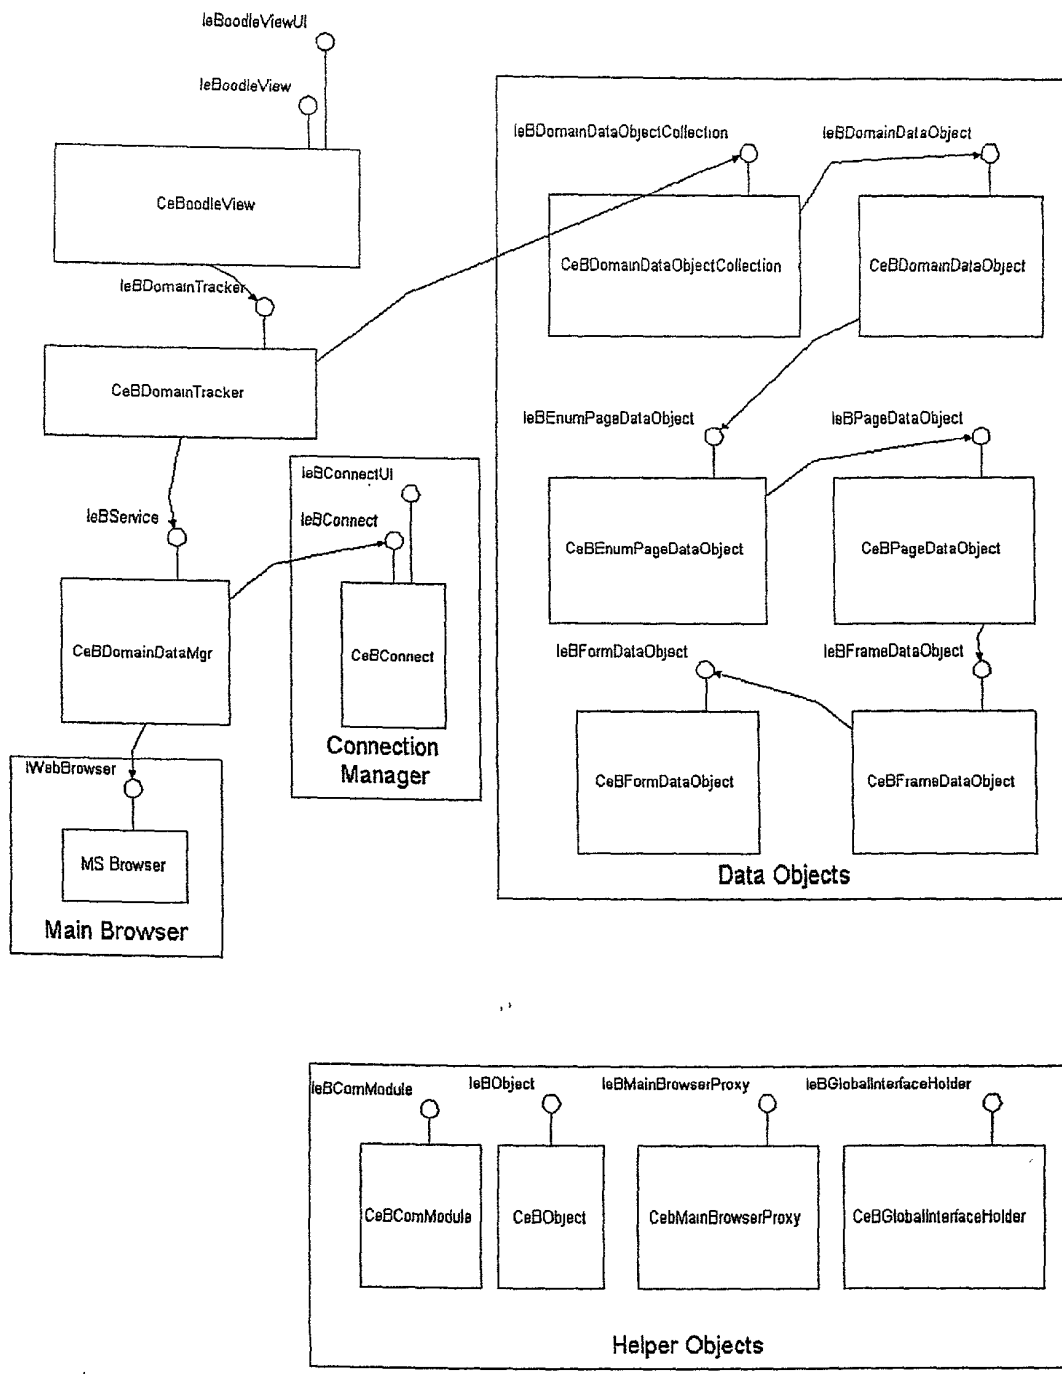 IeBoodleViewUI
IeBoodleView
CeBoodleView
IeBDomainTracker
CeBDomainTracker
IeBService
CeBDomainDataMgr
IeBConnectUI
IeBConnect
CeBConnect
Connection
Manager
IWebBrowser
MS Browser
Main Browser
IeBDomainDataObjectCollection
IeBDomainDataObject
CeBDomainDataObjectCollection
CeBDomainDataObject
IeBEnumPageDataObject
IeBPageDataObject
CeBEnumPageDataObject
CeBPageDataObject
IeBFormDataObject
IeBFrameDataObject
CeBFormDataObject
CeBFrameDataObject
Data Objects
IeBComModule
IeBObject
IeBMainBrowserProxy
IeBGlobalInterfaceHolder
CeBComModule
CeBObject
CebMainBrowserProxy
CeBGlobalInterfaceHolder
Helper Objects